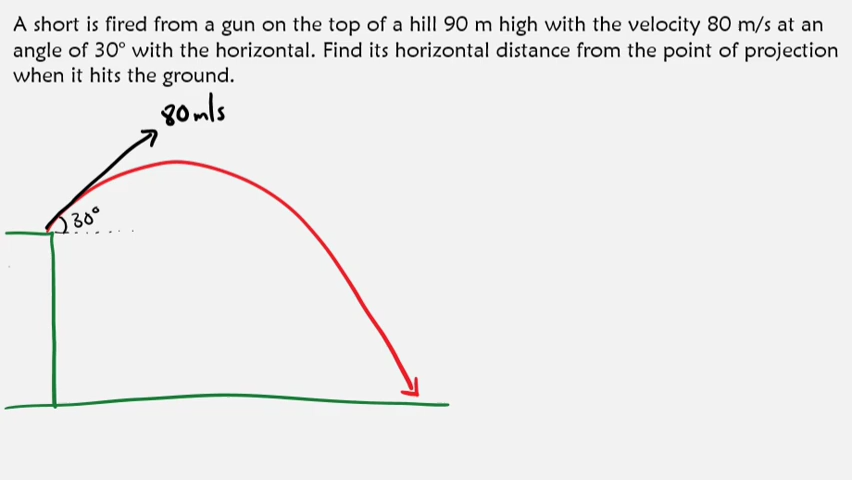 A short is fired from a gun on the top of a hill 90 m high with the velocity 80 m/s at an
angle of 30° with the horizontal. Find its horizontal distance from the point of projection
when it hits the ground.
80 m/s
30°